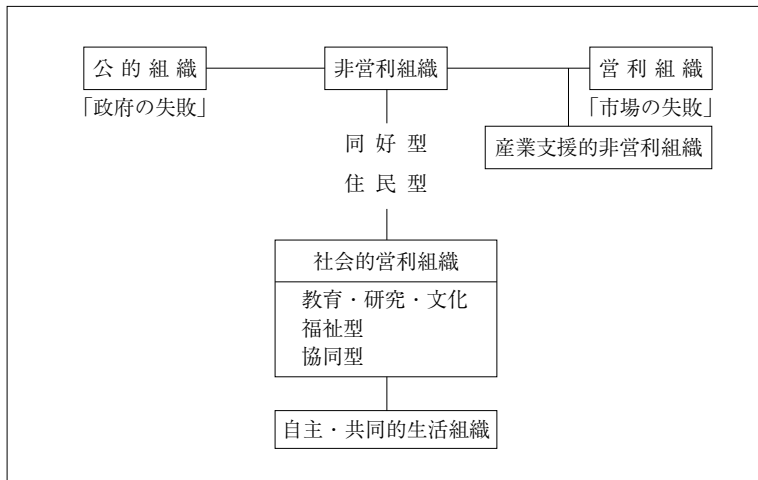 公的組織
非営利組織
営利組織
「政府の失敗」
「市場の失敗」
同好型
産業支援的非営利組織
住民型
社会的営利組織
教育・研究・文化
福祉型
協同型
自主・共同的生活組織